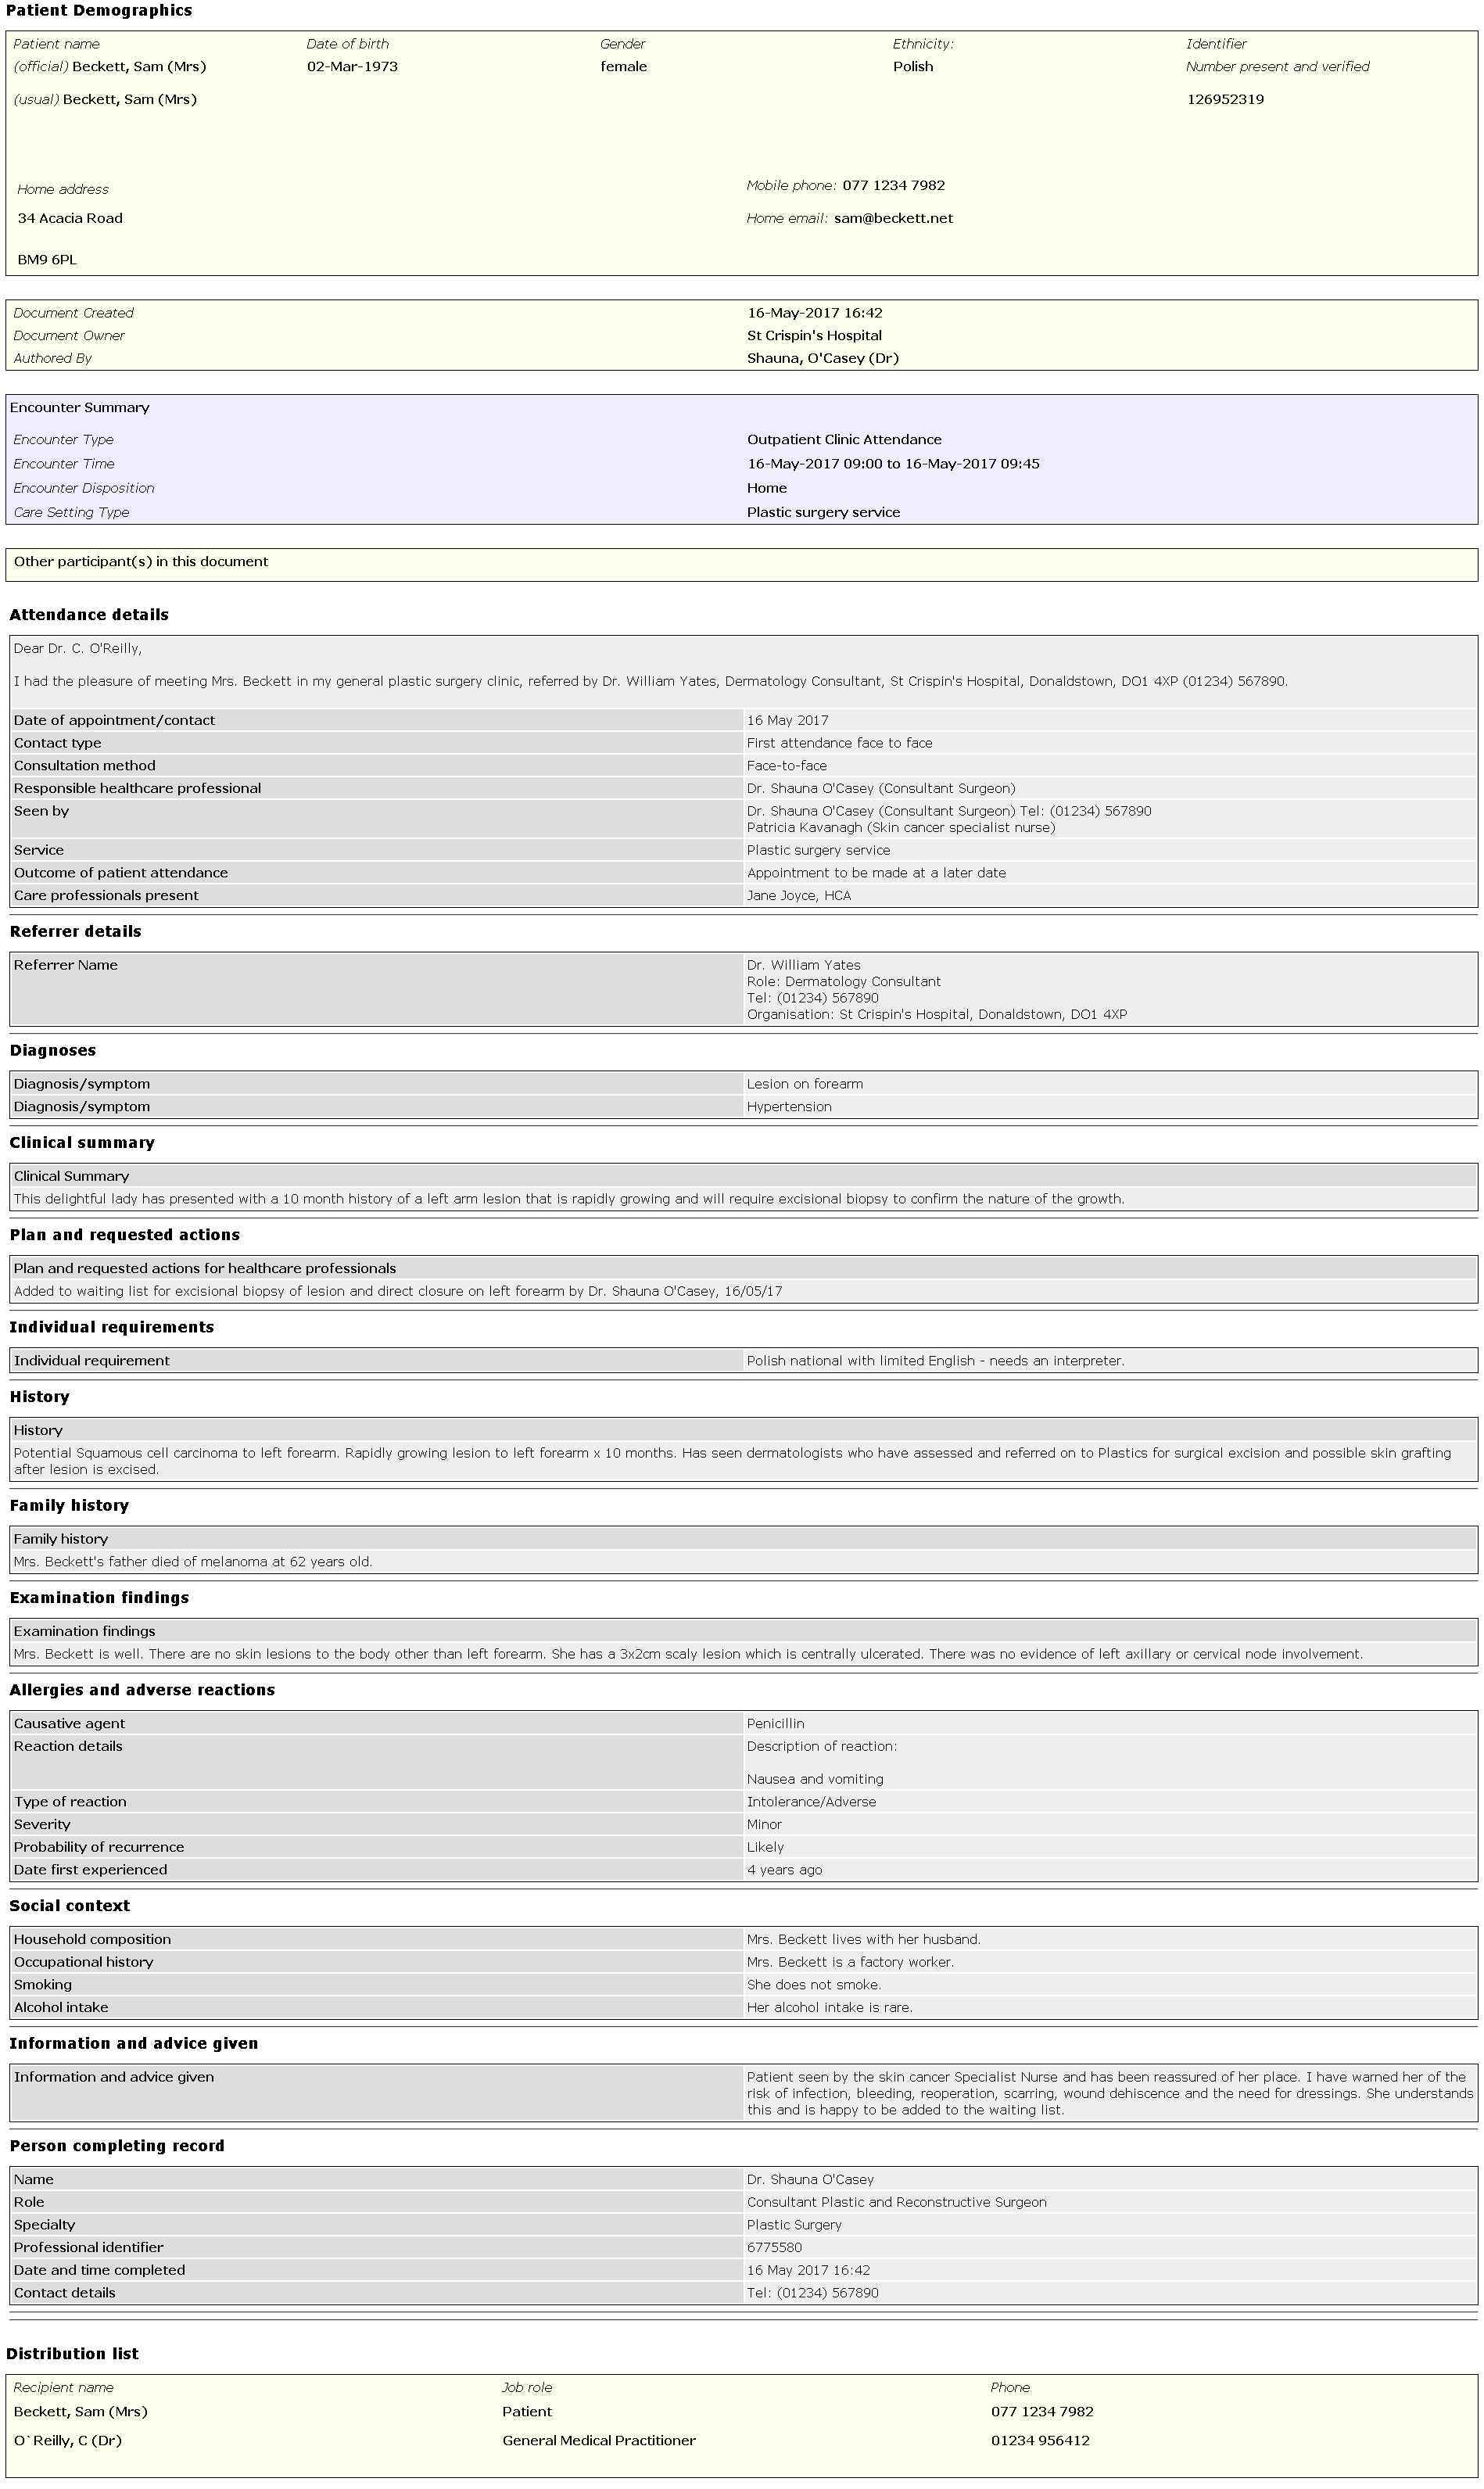 Patient Demographics
Patient name Date of birth Gender Ethnicity: Identifier
(official) Beckett, Sam (Mrs) 02-Mar-1973 female Polish Number present and verified
(usual) Beckett, Sam (Mrs) 126952319
Home address Mobile phone: 077 1234 7982
34 Acacia Road Home email: sam@beckett.net
BM9 6PL
Document Created 16-May-2017 16:42
Document Owner St Crispin's Hospital
Authored By Shauna, O'Casey (Dr)
Encounter Summary
Encounter Type Outpatient Clinic Attendance
Encounter Time 16-May-2017 09:00 to 16-May-2017 09:45
Encounter Disposition Home
Care Setting Type Plastic surgery service
Other participant(s) in this document
Attendance details
Dear Dr. C. O'Reilly,
I had the pleasure of meeting Mrs. Beckett in my general plastic surgery clinic, referred by Dr. William Yates, Dermatology Consultant, St Crispin's Hospital, Donaldstown, DO1 4XP (01234) 567890.
Date of appointment/contact 16 May 2017
Contact type First attendance face to face
Consultation method Face-to-face
Responsible healthcare professional Dr. Shauna O'Casey (Consultant Surgeon)
Seen by Dr. Shauna O'Casey (Consultant Surgeon) Tel: (01234) 567890
Patricia Kavanagh (Skin cancer specialist nurse)
Service Plastic surgery service
Outcome of patient attendance Appointment to be made at a later date
Care professionals present Jane Joyce, HCA
Referrer details
Referrer Name Dr. William Yates
Role: Dermatology Consultant
Tel: (01234) 567890
Organisation: St Crispin's Hospital, Donaldstown, DO1 4XP
Diagnoses
Diagnosis/symptom Lesion on forearm
Diagnosis/symptom Hypertension
Clinical summary
Clinical Summary
This delightful lady has presented with a 10 month history of a left arm lesion that is rapidly growing and will require excisional biopsy to confirm the nature of the growth.
Plan and requested actions
Plan and requested actions for healthcare professionals
Added to waiting list for excisional biopsy of lesion and direct closure on left forearm by Dr. Shauna O'Casey, 16/05/17
Individual requirements
Individual requirement Polish national with limited English - needs an interpreter.
History
History
Potential Squamous cell carcinoma to left forearm. Rapidly growing lesion to left forearm x 10 months. Has seen dermatologists who have assessed and referred on to Plastics for surgical excision and possible skin grafting
after lesion is excised.
Family history
Family history
Mrs. Beckett's father died of melanoma at 62 years old.
Examination findings
Examination findings
Mrs. Beckett is well. There are no skin lesions to the body other than left forearm. She has a 3x2cm scaly lesion which is centrally ulcerated. There was no evidence of left axillary or cervical node involvement.
Allergies and adverse reactions
Causative agent Penicillin
Reaction details Description of reaction:
Nausea and vomiting
Type of reaction Intolerance/Adverse
Severity Minor
Probability of recurrence Likely
Date first experienced 4 years ago
Social context
Household composition Mrs. Beckett lives with her husband.
Occupational history Mrs. Beckett is a factory worker.
Smoking She does not smoke.
Alcohol intake Her alcohol intake is rare.
Information and advice given
Information and advice given Patient seen by the skin cancer Specialist Nurse and has been reassured of her place. I have warned her of the
risk of infection, bleeding, reoperation, scarring, wound dehiscence and the need for dressings. She understands
this and is happy to be added to the waiting list.
Person completing record
Name Dr. Shauna O'Casey
Role Consultant Plastic and Reconstructive Surgeon
Specialty Plastic Surgery
Professional identifier 6775580
Date and time completed 16 May 2017 16:42
Contact details Tel: (01234) 567890
Distribution list
Recipient name Job role Phone
Beckett, Sam (Mrs) Patient 077 1234 7982
O`Reilly, C (Dr) General Medical Practitioner 01234 956412